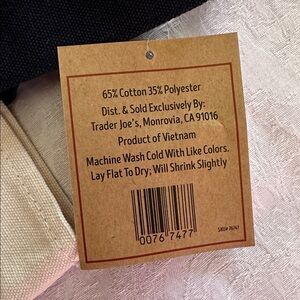 65% Cotton 35% Polyester
Dist. & Sold Exclusively By:
Trader Joe's, Monrovia, CA 91016
Product of Vietnam
Machine Wash Cold With Like Colors.
Lay Flat To Dry; Will Shrink Slightly
0076 7477